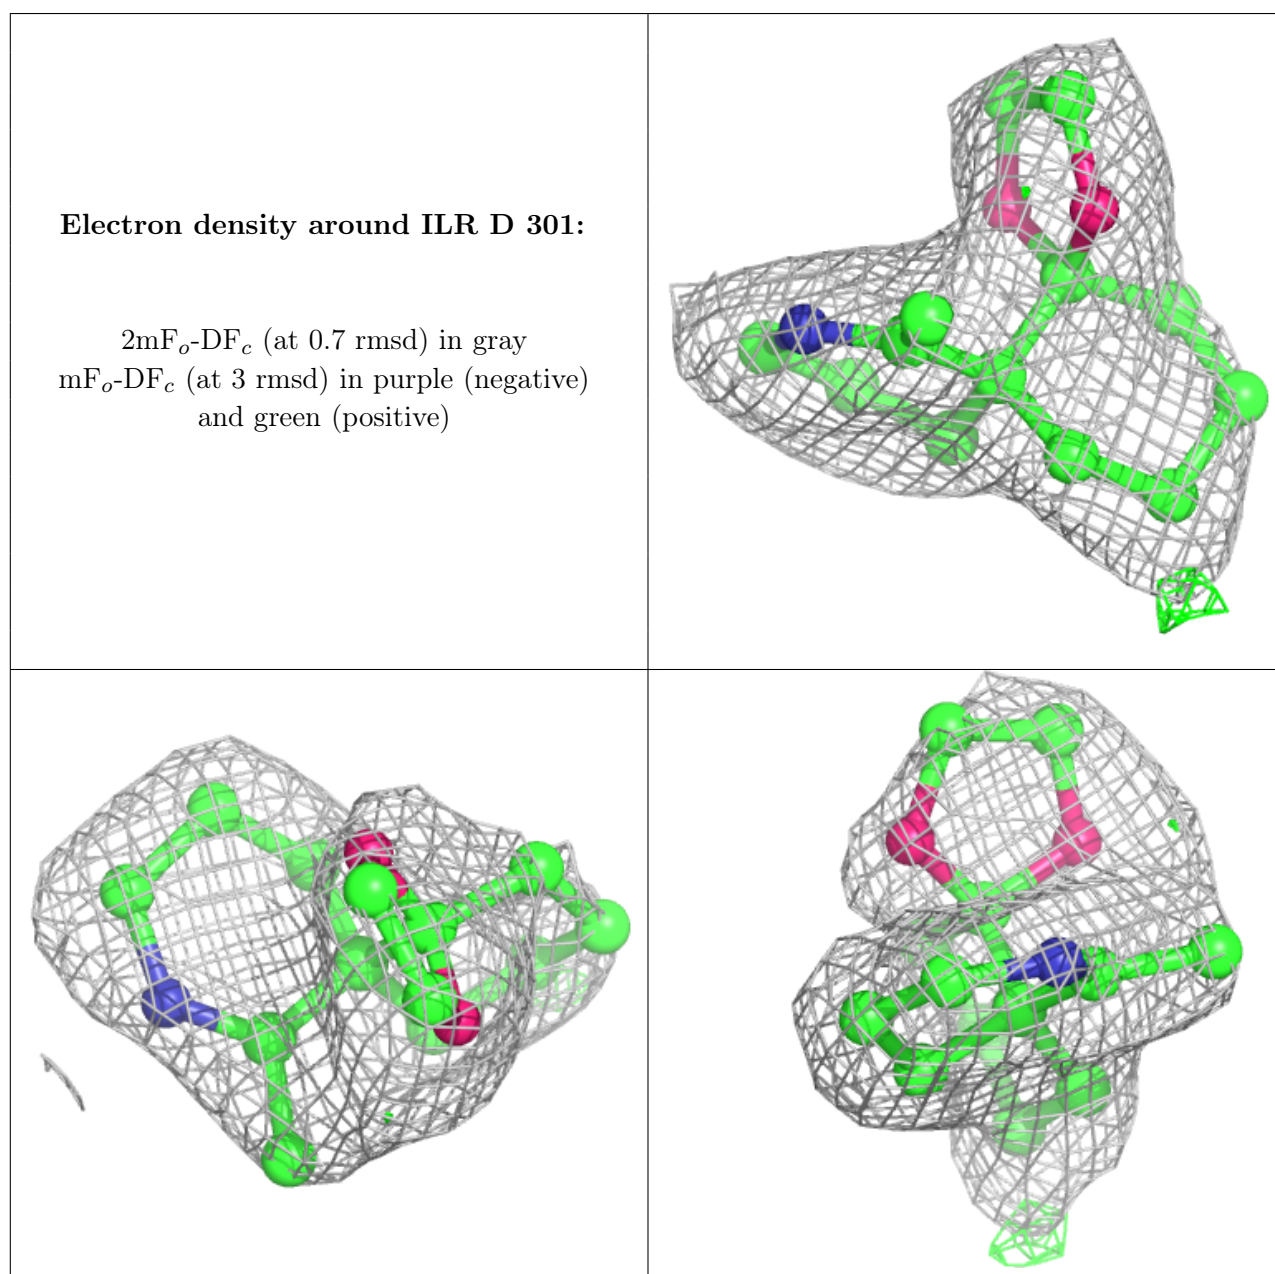 Electron density around ILR D 301:
2mFo-DFc (at 0.7 rmsd) in gray
mFo-DFc (at 3 rmsd) in purple (negative)
and green (positive)